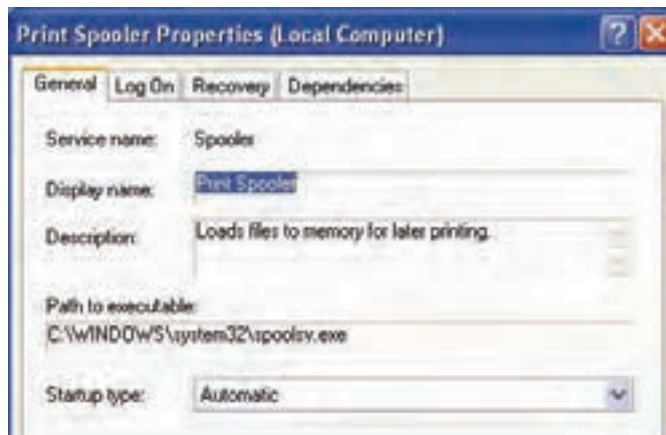 Print Spooler Properties (Local Computer)
General Log On Recovery Dependencies
Service name: Spooler
Display name: Print Spooler
Description: Loads files to memory for later printing.
Path to executable:
C:\WINDOWS\system32\spoolsv.exe
Startup type: Automatic